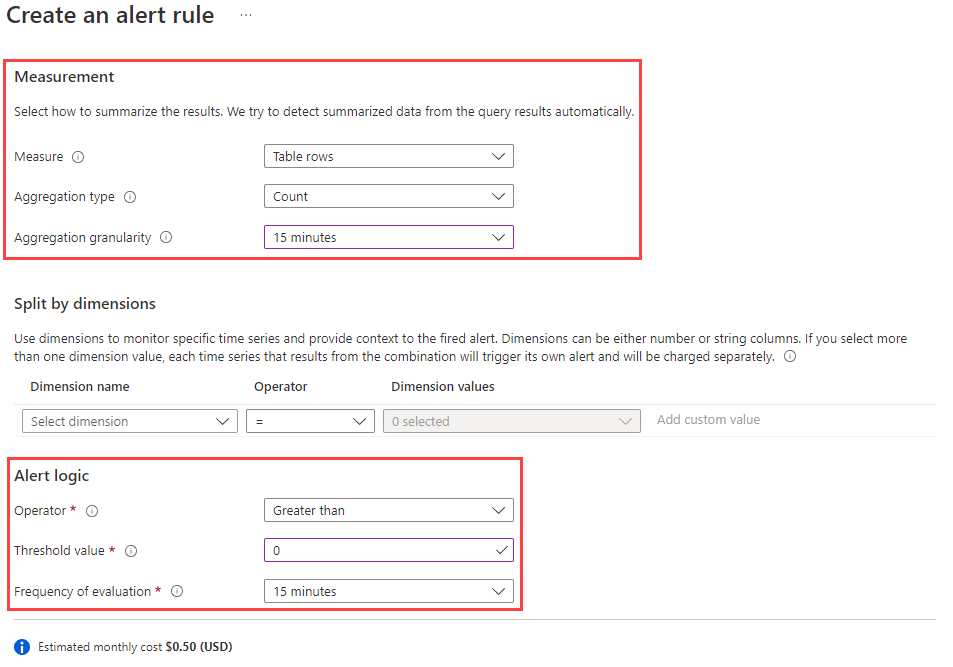 Create an alert rule ...
Measurement
Select how to summarize the results. We try to detect summarized data from the query results automatically.
Measure Table rows
Aggregation type Count
Aggregation granularity 15 minutes
Split by dimensions
Use dimensions to monitor specific time series and provide context to the fired alert. Dimensions can be either number or string columns. If you select more
than one dimension value, each time series that results from the combination will trigger its own alert and will be charged separately.
Dimension name Operator Dimension values
Select dimension = 0 selected Add custom value
Alert logic
Operator * Greater than
Threshold value * 0
Frequency of evaluation * 15 minutes
Estimated monthly cost $0.50 (USD)